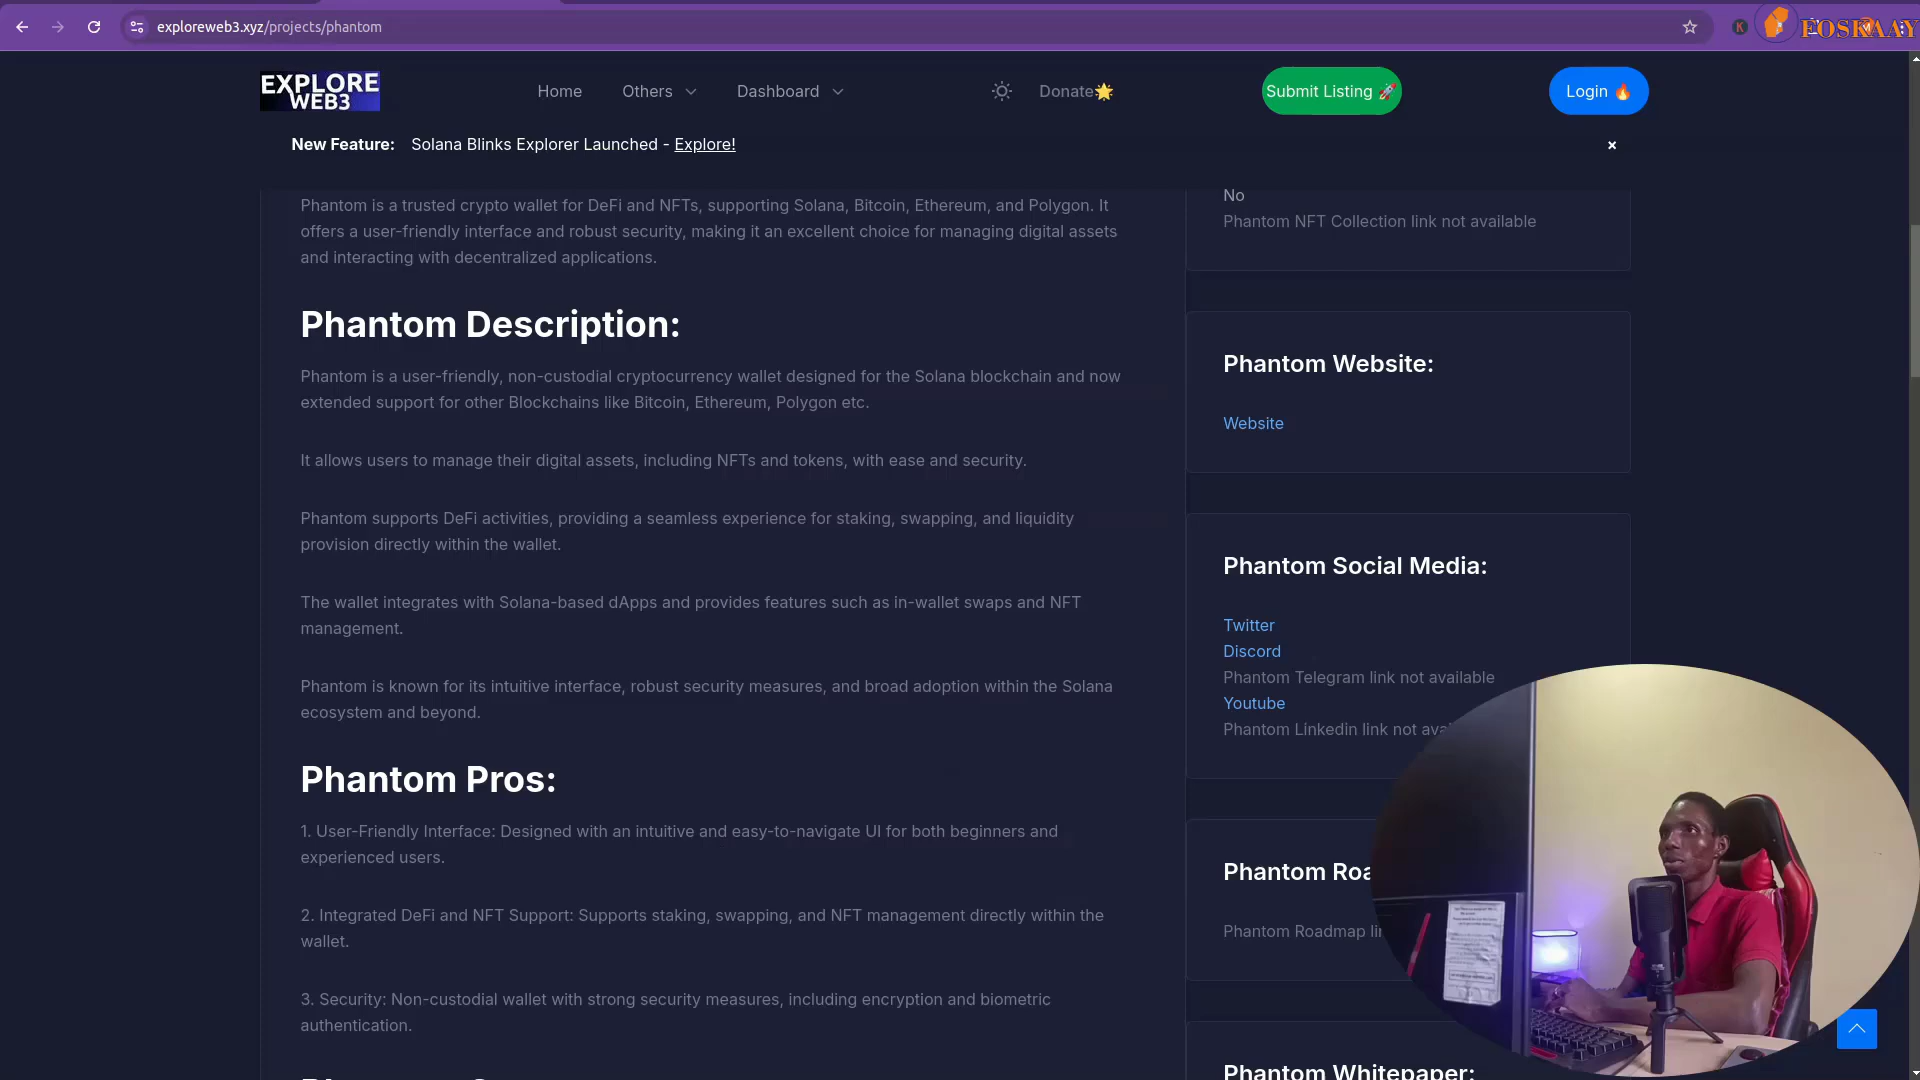 exploreweb3.xyz/projects/phantom
K
FOSKAAY
EXPLORE
WEB3
Home
Others
Dashboard
Donate🌟
Submit Listing 🚀
Login 🔥
New Feature: Solana Blinks Explorer Launched - Explore!
×
Phantom is a trusted crypto wallet for DeFi and NFTs, supporting Solana, Bitcoin, Ethereum, and Polygon. It
offers a user-friendly interface and robust security, making it an excellent choice for managing digital assets
and interacting with decentralized applications.
Phantom Description:
Phantom is a user-friendly, non-custodial cryptocurrency wallet designed for the Solana blockchain and now
extended support for other Blockchains like Bitcoin, Ethereum, Polygon etc.
It allows users to manage their digital assets, including NFTs and tokens, with ease and security.
Phantom supports DeFi activities, providing a seamless experience for staking, swapping, and liquidity
provision directly within the wallet.
The wallet integrates with Solana-based dApps and provides features such as in-wallet swaps and NFT
management.
Phantom is known for its intuitive interface, robust security measures, and broad adoption within the Solana
ecosystem and beyond.
Phantom Pros:
1. User-Friendly Interface: Designed with an intuitive and easy-to-navigate UI for both beginners and
experienced users.
2. Integrated DeFi and NFT Support: Supports staking, swapping, and NFT management directly within the
wallet.
3. Security: Non-custodial wallet with strong security measures, including encryption and biometric
authentication.
No
Phantom NFT Collection link not available
Phantom Website:
Website
Phantom Social Media:
Twitter
Discord
Phantom Telegram link not available
Youtube
Phantom Linkedin link not
Phantom
Phantom Roadmap
Phantom Whitepaper: